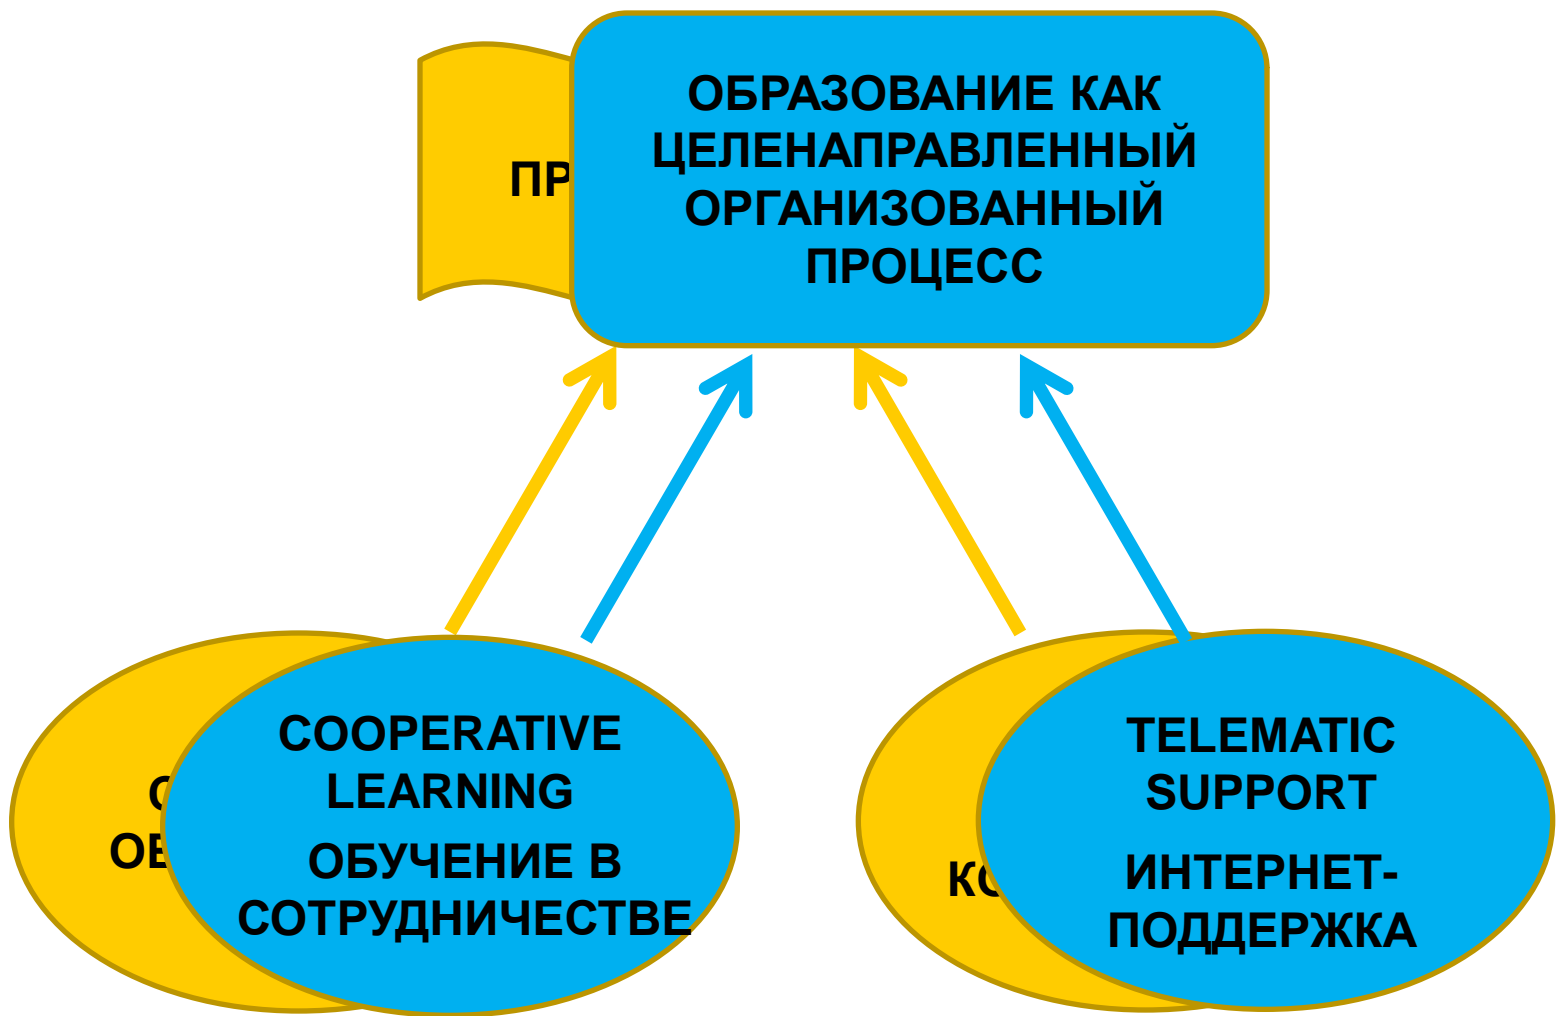 ОБРАЗОВАНИЕ КАК
ЦЕЛЕНАПРАВЛЕННЫЙ
ОРГАНИЗОВАННЫЙ
ПРОЦЕСС
COOPERATIVE
LEARNING
ОБУЧЕНИЕ В
СОТРУДНИЧЕСТВЕ
TELEMATIC
SUPPORT
ИНТЕРНЕТ-
ПОДДЕРЖКА